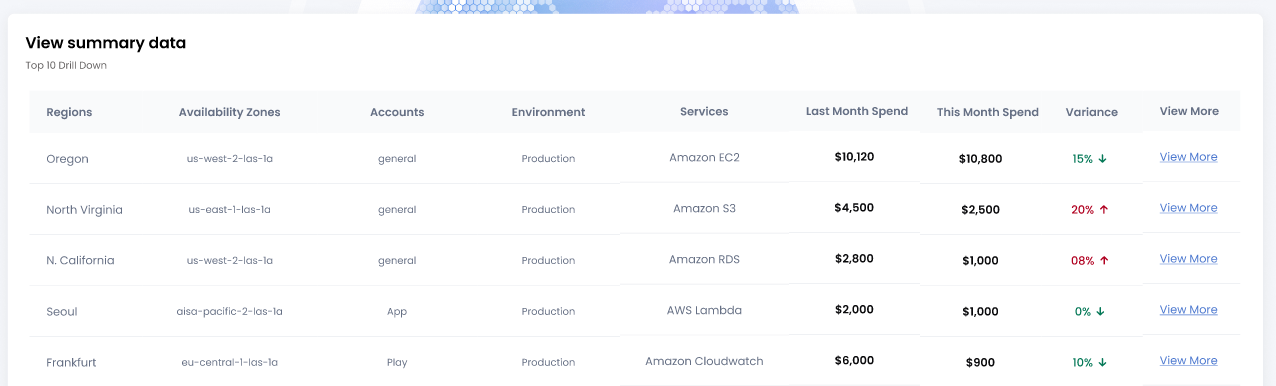 View summary data
Top 10 Drill Down
Regions Availability Zones Accounts Environment Services Last Month Spend This Month Spend Variance View More
Oregon us-west-2-las-1a general Production Amazon EC2 $10,120 $10,800 15% ↓ View More
North Virginia us-east-1-las-1a general Production Amazon S3 $4,500 $2,500 20% ↑ View More
N. California us-west-2-las-1a general Production Amazon RDS $2,800 $1,000 08% ↑ View More
Seoul aisa-pacific-2-las-1a App Production AWS Lambda $2,000 $1,000 0% ↓ View More
Frankfurt eu-central-1-las-1a Play Production Amazon Cloudwatch $6,000 $900 10% ↓ View More